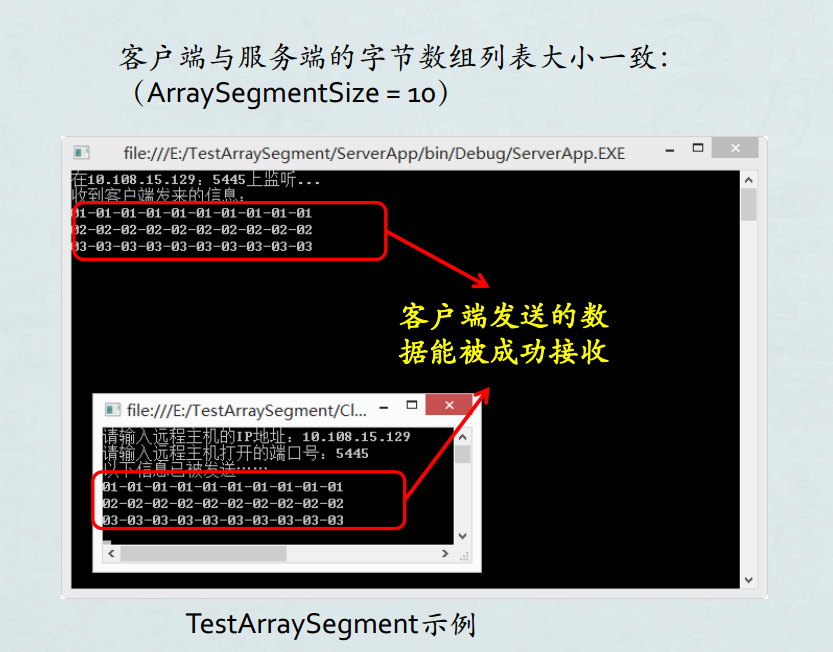 客户端与服务端的字节数组列表大小一致：
（ArraySegmentSize = 10）
file:///E:/TestArraySegment/ServerApp/bin/Debug/ServerApp.EXE
在10.108.15.129：5445上监听...
收到客户端发来的信息：
01-01-01-01-01-01-01-01-01-01
02-02-02-02-02-02-02-02-02-02
03-03-03-03-03-03-03-03-03-03
客户端发送的数
据能被成功接收
file:///E:/TestArraySegment/Cl...
请输入远程主机的IP地址：10.108.15.129
请输入远程主机打开的端口号：5445
以下信息已被发送……
01-01-01-01-01-01-01-01-01-01
02-02-02-02-02-02-02-02-02-02
03-03-03-03-03-03-03-03-03-03
TestArraySegment示例